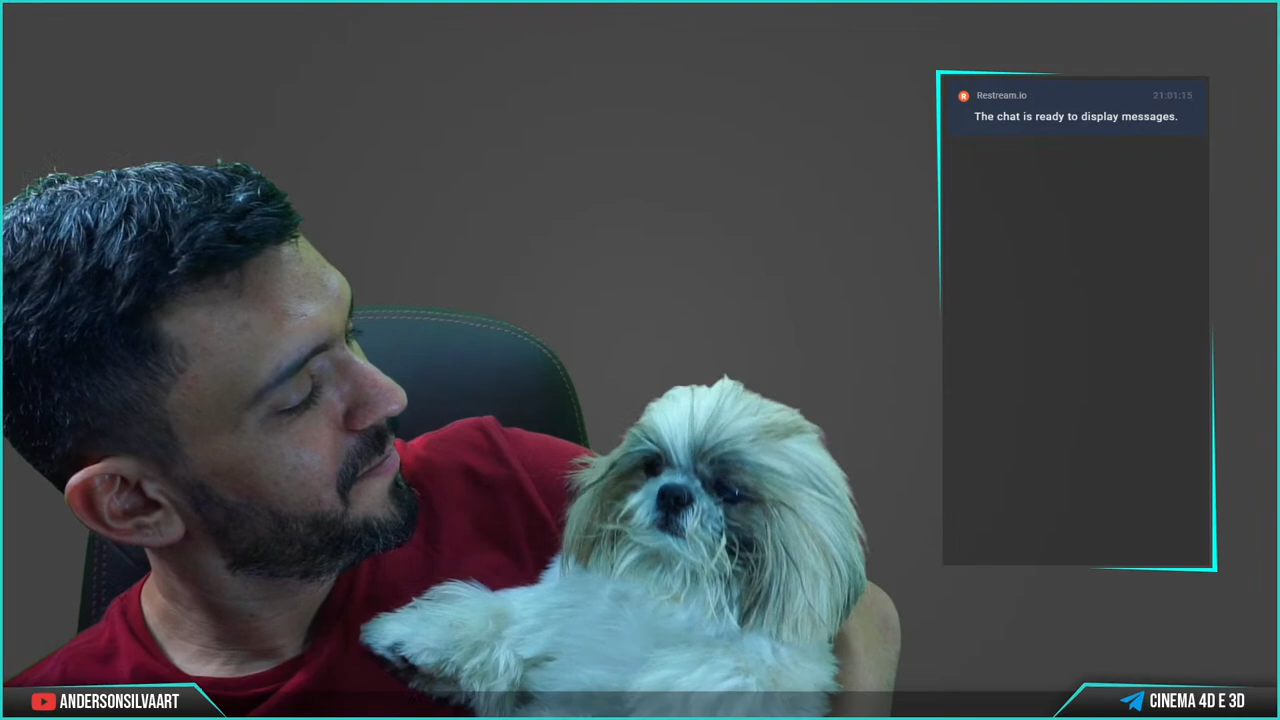 Restream.io 21:01:15
The chat is ready to display messages.
ANDERSONSILVAART
CINEMA 4D E 3D